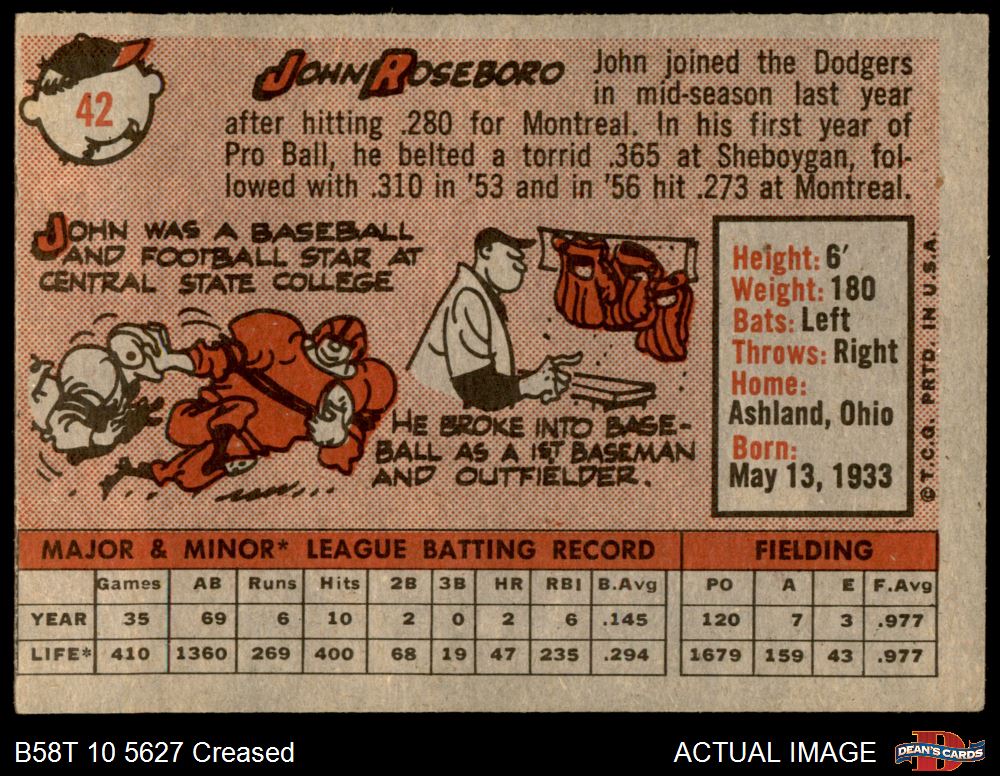 42
JOHN ROSEBORO
John joined the Dodgers
in mid-season last year
after hitting .280 for Montreal. In his first year of
Pro Ball, he belted a torrid .365 at Sheboygan, fol-
lowed with .310 in '53 and in '56 hit .273 at Montreal.
JOHN WAS A BASEBALL
AND FOOTBALL STAR AT
CENTRAL STATE COLLEGE
HE BROKE INTO BASE-
BALL AS A 1ST BASEMAN
AND OUTFIELDER.
Height: 6'
Weight: 180
Bats: Left
Throws: Right
Home:
Ashland, Ohio
Born:
May 13, 1933
© T.C.G. PRTD. IN U.S.A.
MAJOR & MINOR* LEAGUE BATTING RECORD FIELDING
Games AB Runs Hits 2B 3B HR RBI B.Avg PO A E F.Avg
YEAR 35 69 6 10 2 0 2 6 .145 120 7 3 .977
LIFE* 410 1360 269 400 68 19 47 235 .294 1679 159 43 .977
B58T 10 5627 Creased
ACTUAL IMAGE
D
DEAN'S CARDS